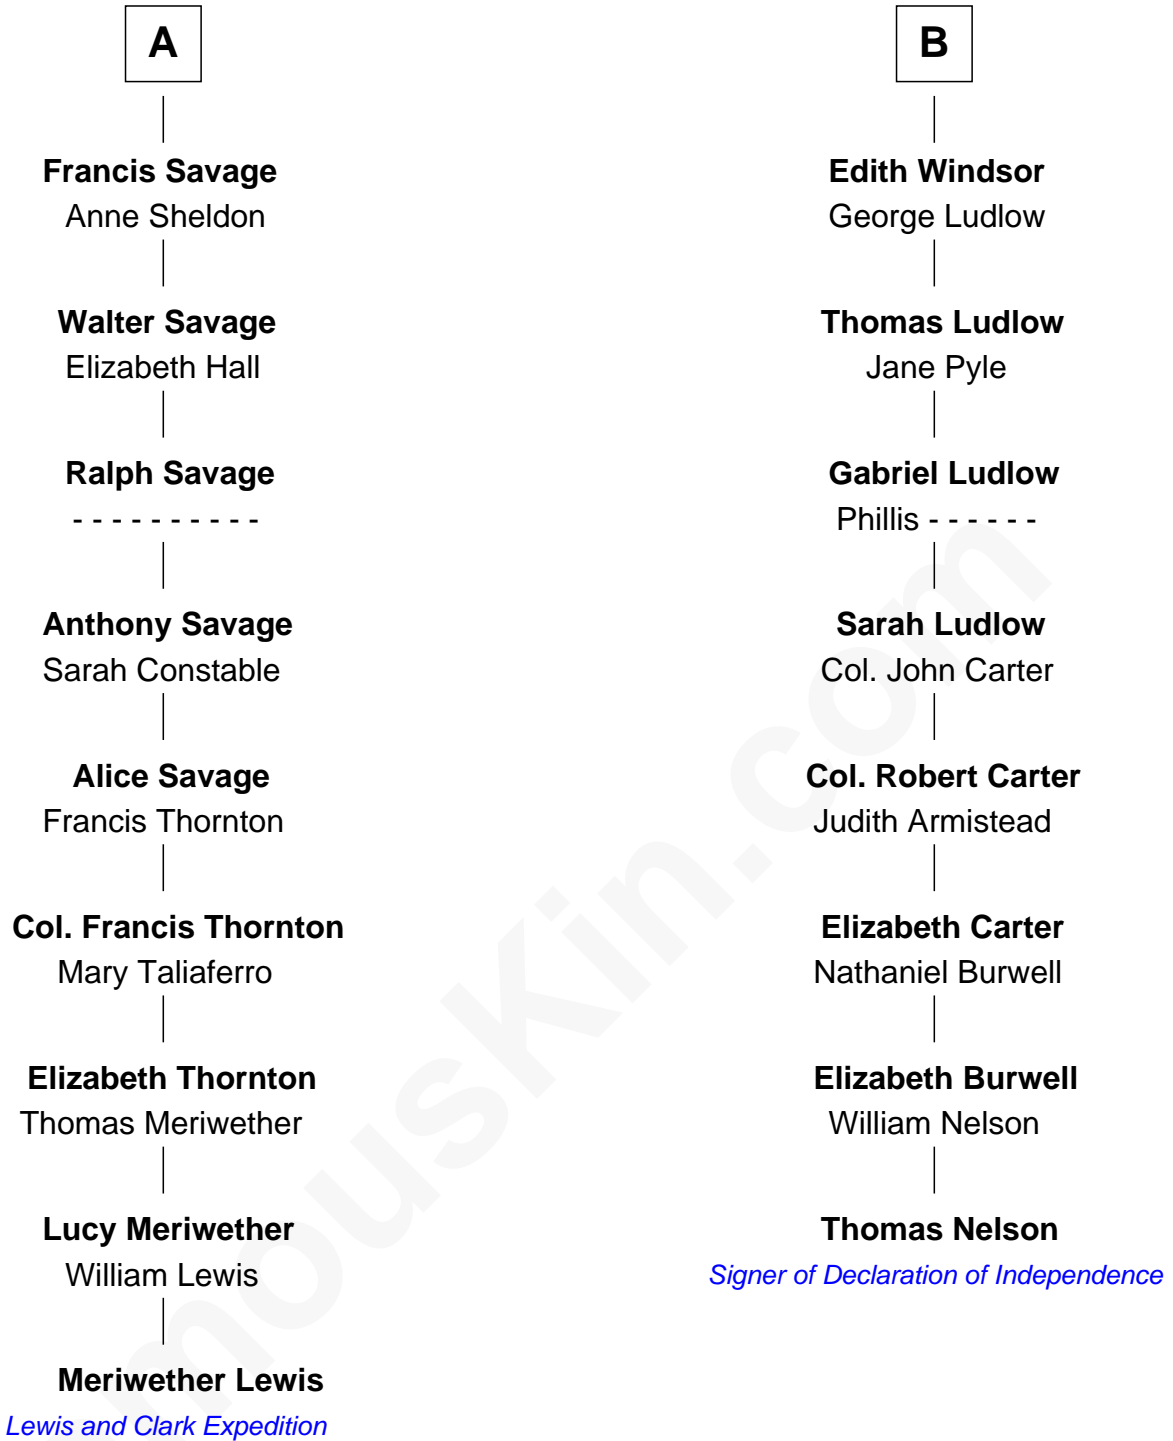 A
Francis Savage
Anne Sheldon
Walter Savage
Elizabeth Hall
Ralph Savage
- - - - - - - - - -
Anthony Savage
Sarah Constable
Alice Savage
Francis Thornton
Col. Francis Thornton
Mary Taliaferro
Elizabeth Thornton
Thomas Meriwether
Lucy Meriwether
William Lewis
Meriwether Lewis
Lewis and Clark Expedition
B
Edith Windsor
George Ludlow
Thomas Ludlow
Jane Pyle
Gabriel Ludlow
Phillis - - - - - -
Sarah Ludlow
Col. John Carter
Col. Robert Carter
Judith Armistead
Elizabeth Carter
Nathaniel Burwell
Elizabeth Burwell
William Nelson
Thomas Nelson
Signer of Declaration of Independence
mousKin.com